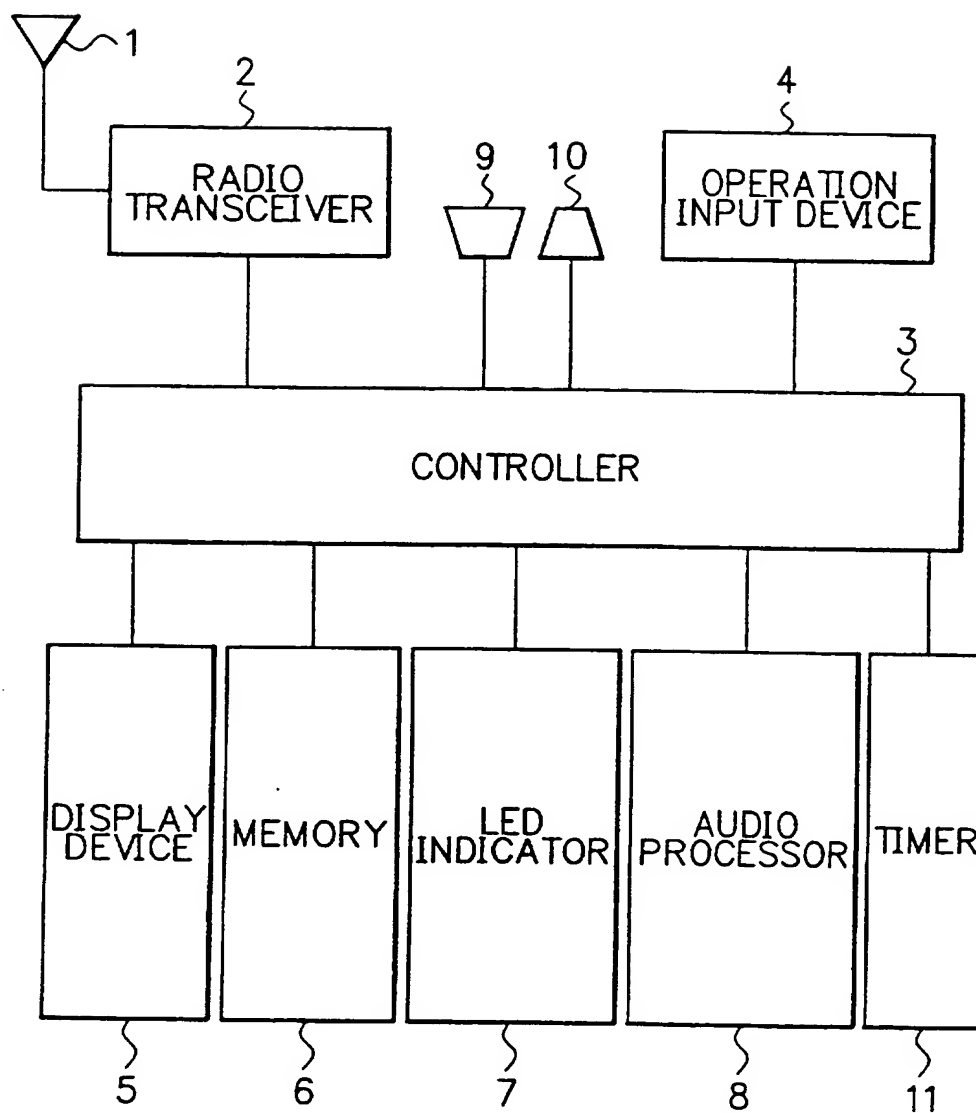 1
2
4
9 10
RADIO
TRANSCEIVER
OPERATION
INPUT DEVICE
3
CONTROLLER
DISPLAY
DEVICE
MEMORY
LED
INDICATOR
AUDIO
PROCESSOR
TIMER
5 6 7 8 11